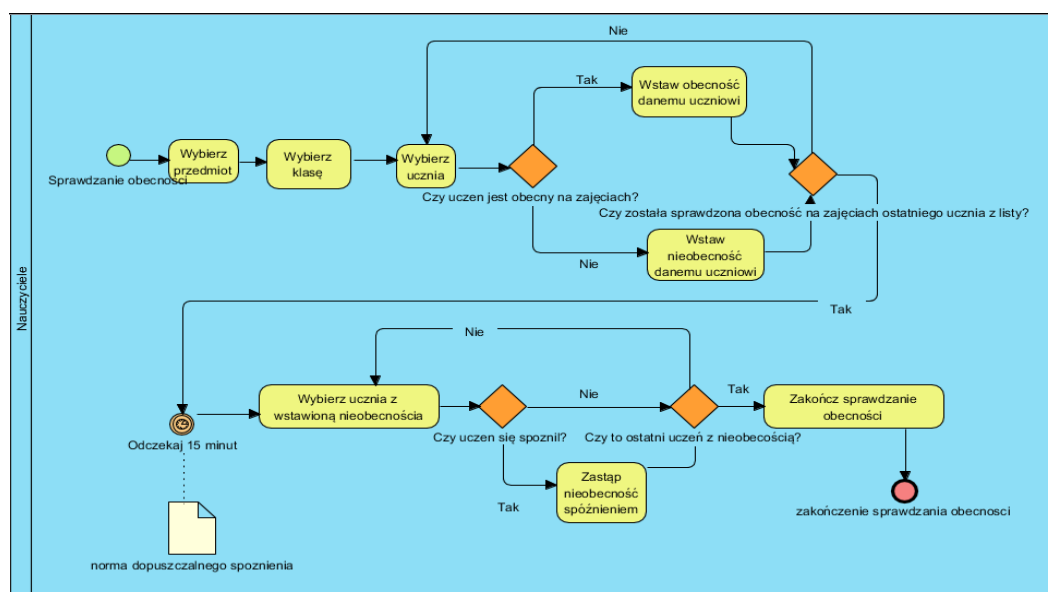 Nauczyciele
Sprawdzanie obecności
Wybierz
przedmiot
Wybierz
klasę
Wybierz
ucznia
Czy uczen jest obecny na zajęciach?
Tak
Wstaw obecność
danemu uczniowi
Nie
Wstaw
nieobecność
danemu uczniowi
Czy została sprawdzona obecność na zajęciach ostatniego ucznia z listy?
Nie
Tak
Odczekaj 15 minut
norma dopuszczalnego spoznienia
Wybierz ucznia z
wstawioną nieobecnościa
Czy uczen się spoznil?
Nie
Tak
Zastąp
nieobecność
spóźnieniem
Czy to ostatni uczeń z nieobecością?
Nie
Tak
Zakończ sprawdzanie
obecności
zakończenie sprawdzania obecnosci